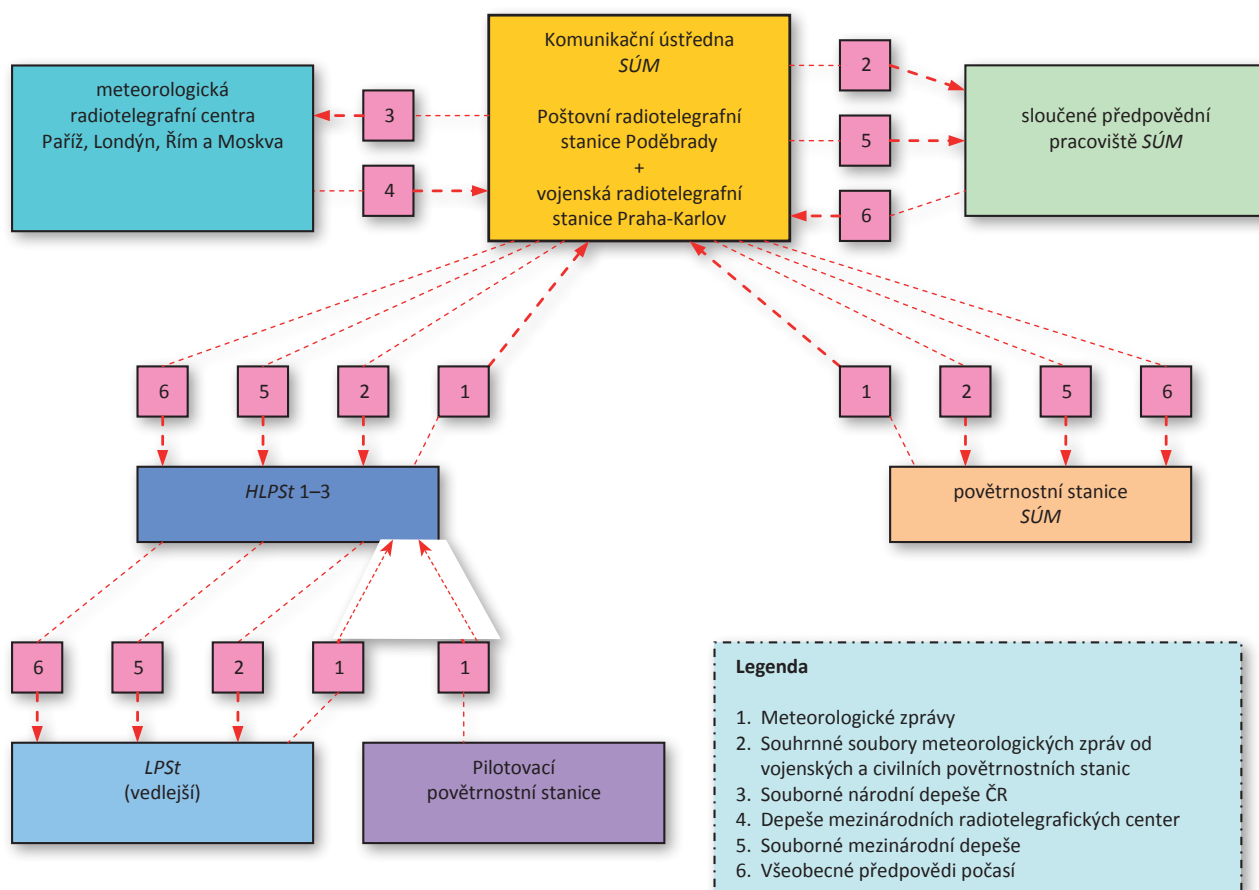 meteorologická
radiotelegrafní centra
Paříž, Londýn, Řím a Moskva
Komunikační ústředna
SÚM
Poštovní radiotelegrafní
stanice Poděbrady
+
vojenská radiotelegrafní
stanice Praha-Karlov
sloučené předpovědní
pracoviště SÚM
3
4
2
5
6
6
5
2
1
1
2
5
6
HLPSt 1–3
povětrnostní stanice
SÚM
6
5
2
1
1
LPSt
(vedlejší)
Pilotovací
povětrnostní stanice
Legenda
1. Meteorologické zprávy
2. Souhrnné soubory meteorologických zpráv od
vojenských a civilních povětrnostních stanic
3. Souborné národní depeše ČR
4. Depeše mezinárodních radiotelegrafických center
5. Souborné mezinárodní depeše
6. Všeobecné předpovědi počasí